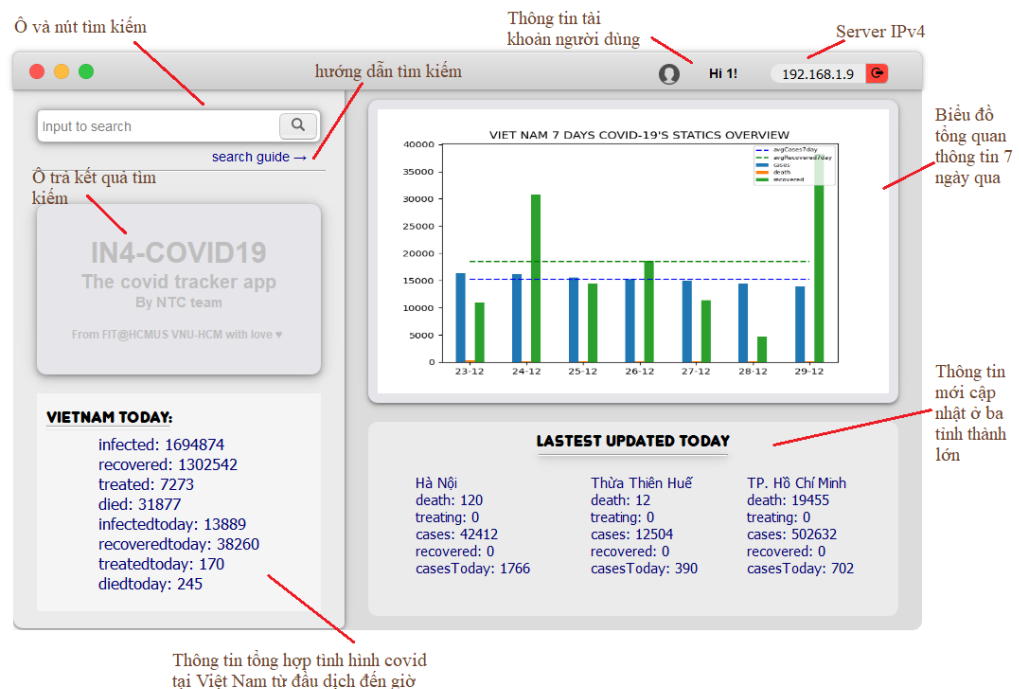 Ô và nút tìm kiếm
Thông tin tài
khoản người dùng
Server IPv4
hướng dẫn tìm kiếm
Hi 1!
192.168.1.9
Input to search
search guide →
Ô trả kết quả tìm
kiếm
IN4-COVID19
The covid tracker app
By NTC team
From FIT@HCMUS VNU-HCM with love ♥
VIETNAM TODAY:
infected: 1694874
recovered: 1302542
treated: 7273
died: 31877
infectedtoday: 13889
recoveredtoday: 38260
treatedtoday: 170
diedtoday: 245
Thông tin tổng hợp tình hình covid
tại Việt Nam từ đầu dịch đến giờ
VIET NAM 7 DAYS COVID-19'S STATICS OVERVIEW
avgCases7day
avgRecovered7day
cases
death
recovered
40000
35000
30000
25000
20000
15000
10000
5000
0
23-12 24-12 25-12 26-12 27-12 28-12 29-12
Biểu đồ
tổng quan
thông tin 7
ngày qua
LASTEST UPDATED TODAY
Hà Nội
death: 120
treating: 0
cases: 42412
recovered: 0
casesToday: 1766
Thừa Thiên Huế
death: 12
treating: 0
cases: 12504
recovered: 0
casesToday: 390
TP. Hồ Chí Minh
death: 19455
treating: 0
cases: 502632
recovered: 0
casesToday: 702
Thông tin
mới cập
nhật ở ba
tỉnh thành
lớn